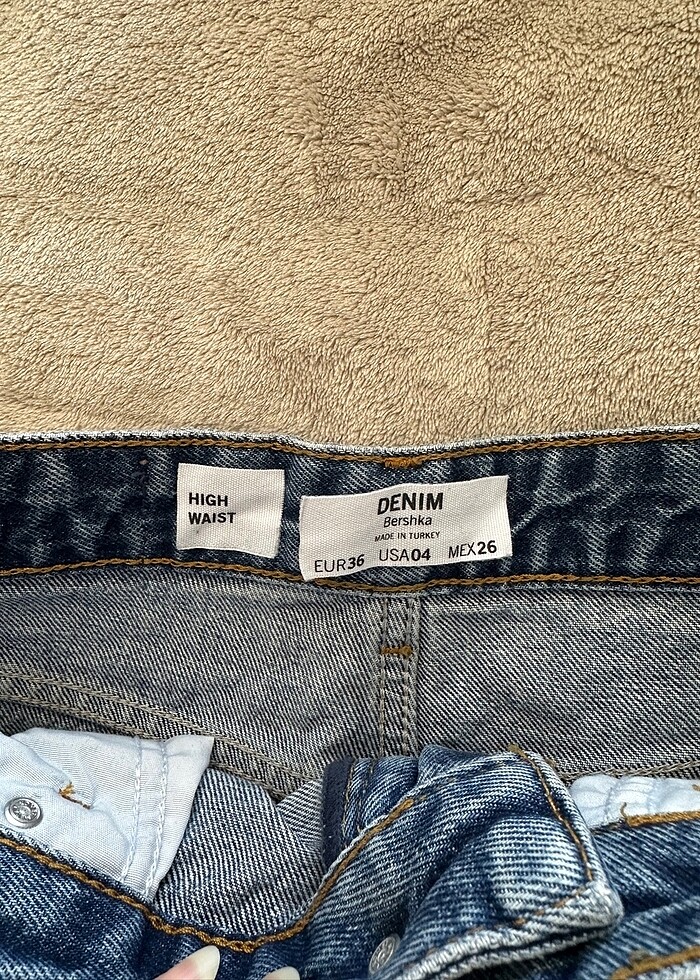 HIGH
WAIST
DENIM
Bershka
MADE IN TURKEY
EUR36 USA04 MEX26